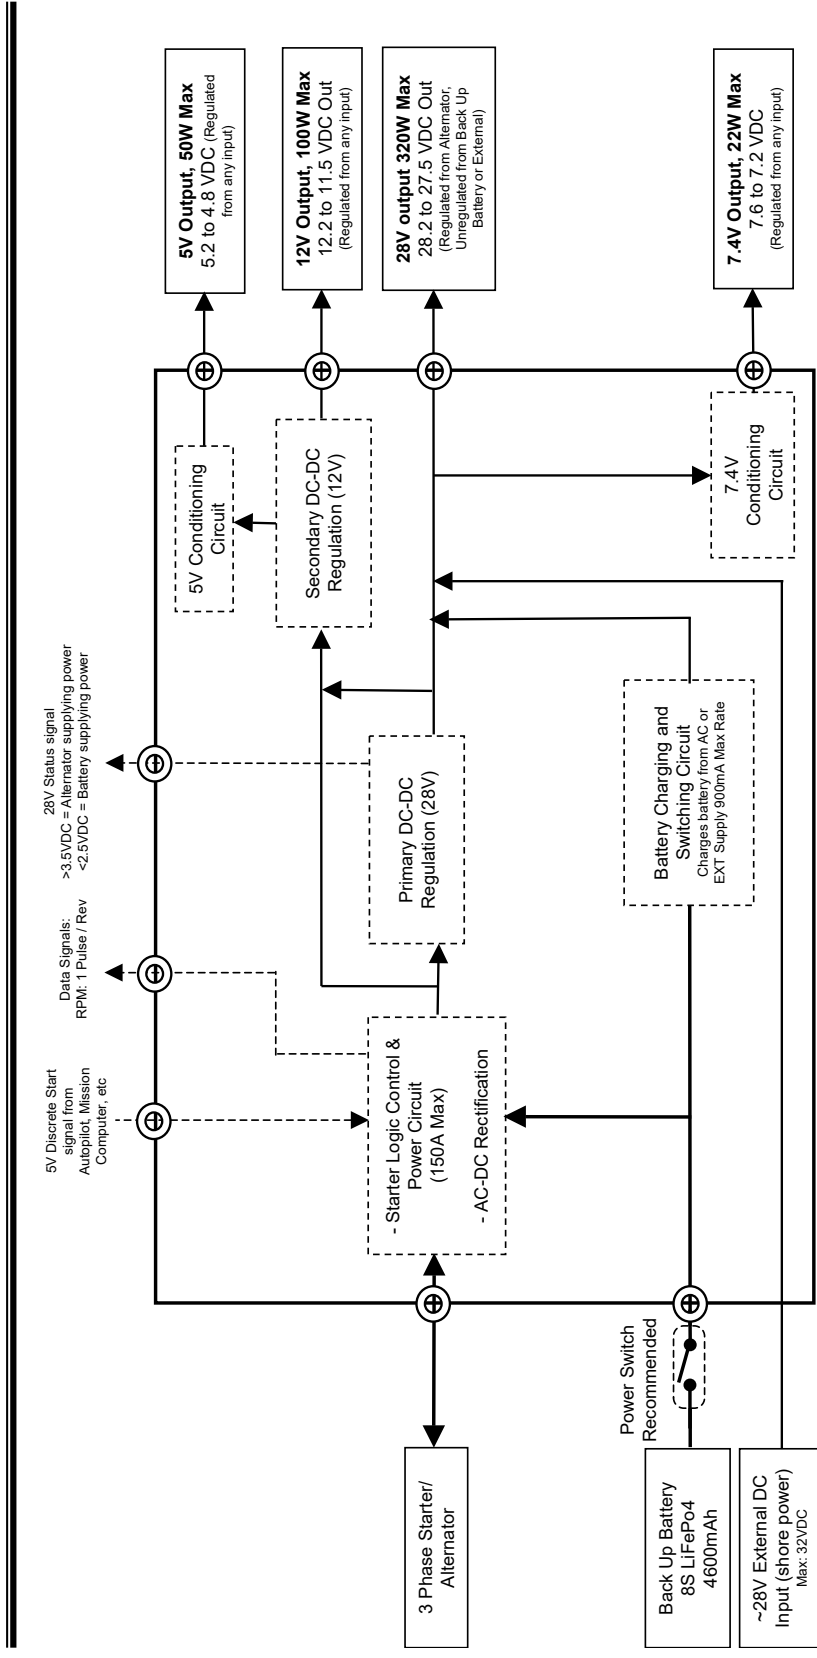 5V Discrete Start
signal from
Autopilot, Mission
Computer, etc
Data Signals:
RPM: 1 Pulse / Rev
28V Status signal
>3.5VDC = Alternator supplying power
<2.5VDC = Battery supplying power
5V Conditioning
Circuit
5V Output, 50W Max
5.2 to 4.8 VDC (Regulated
from any input)
Secondary DC-DC
Regulation (12V)
12V Output, 100W Max
12.2 to 11.5 VDC Out
(Regulated from any input)
3 Phase Starter/
Alternator
- Starter Logic Control &
Power Circuit
(150A Max)
- AC-DC Rectification
Primary DC-DC
Regulation (28V)
28V output 320W Max
28.2 to 27.5 VDC Out
(Regulated from Alternator,
Unregulated from Back Up
Battery or External)
Power Switch
Recommended
Back Up Battery
8S LiFePo4
4600mAh
Battery Charging and
Switching Circuit
Charges battery from AC or
EXT Supply 900mA Max Rate
7.4V
Conditioning
Circuit
7.4V Output, 22W Max
7.6 to 7.2 VDC
(Regulated from any input)
~28V External DC
Input (shore power)
Max: 32VDC